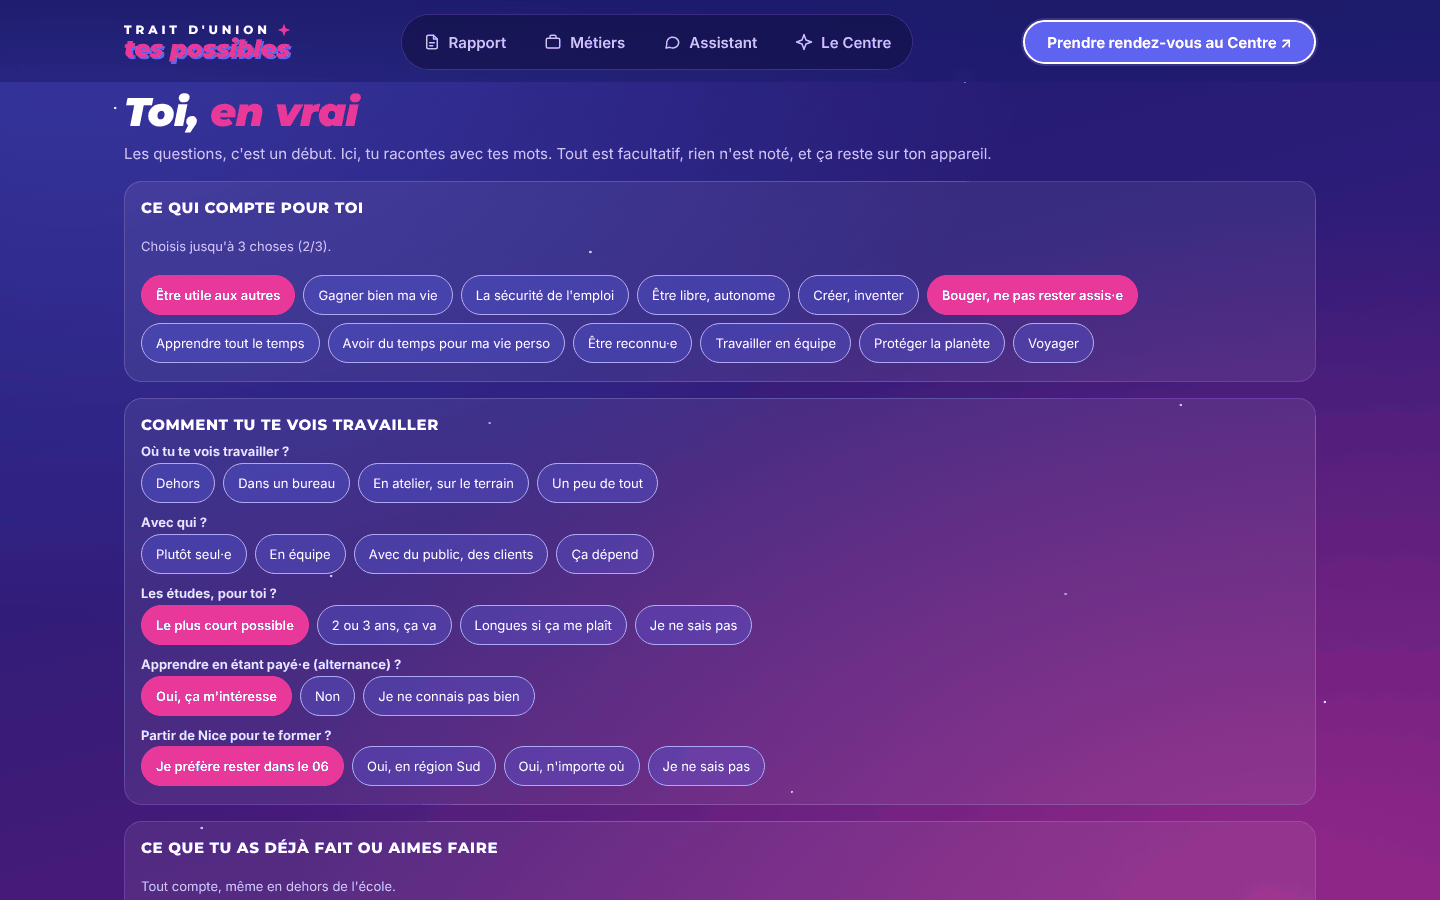 TRAIT D'UNION
tes possibles
Rapport
Métiers
Assistant
Le Centre
Prendre rendez-vous au Centre ↗
Toi, en vrai
Les questions, c'est un début. Ici, tu racontes avec tes mots. Tout est facultatif, rien n'est noté, et ça reste sur ton appareil.
CE QUI COMPTE POUR TOI
Choisis jusqu'à 3 choses (2/3).
Être utile aux autres
Gagner bien ma vie
La sécurité de l'emploi
Être libre, autonome
Créer, inventer
Bouger, ne pas rester assis·e
Apprendre tout le temps
Avoir du temps pour ma vie perso
Être reconnu·e
Travailler en équipe
Protéger la planète
Voyager
COMMENT TU TE VOIS TRAVAILLER
Où tu te vois travailler ?
Dehors
Dans un bureau
En atelier, sur le terrain
Un peu de tout
Avec qui ?
Plutôt seul·e
En équipe
Avec du public, des clients
Ça dépend
Les études, pour toi ?
Le plus court possible
2 ou 3 ans, ça va
Longues si ça me plaît
Je ne sais pas
Apprendre en étant payé·e (alternance) ?
Oui, ça m'intéresse
Non
Je ne connais pas bien
Partir de Nice pour te former ?
Je préfère rester dans le 06
Oui, en région Sud
Oui, n'importe où
Je ne sais pas
CE QUE TU AS DÉJÀ FAIT OU AIMES FAIRE
Tout compte, même en dehors de l'école.